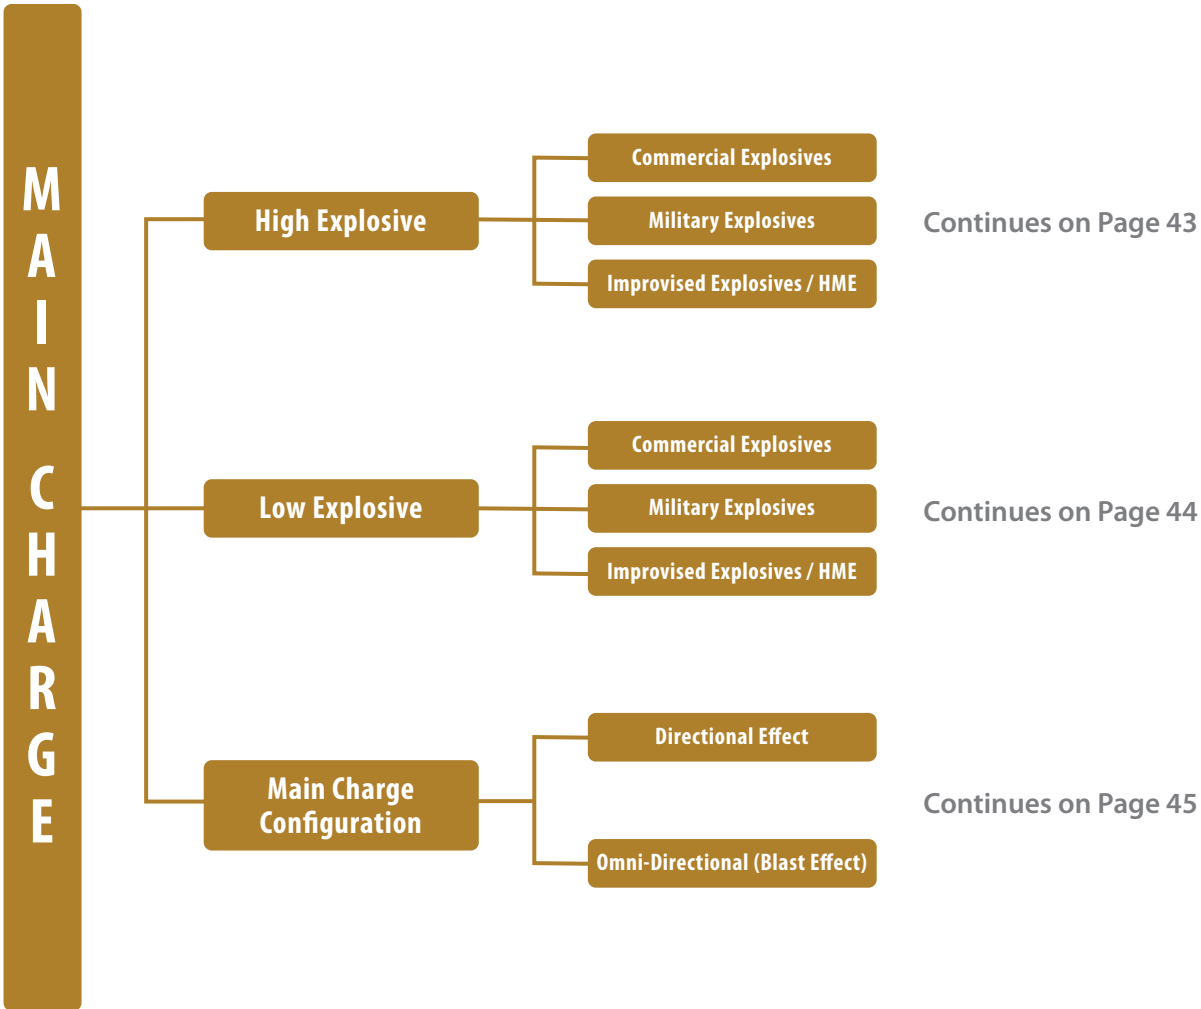 MAIN CHARGE
High Explosive
Commercial Explosives
Military Explosives
Improvised Explosives / HME
Continues on Page 43
Low Explosive
Commercial Explosives
Military Explosives
Improvised Explosives / HME
Continues on Page 44
Main Charge
Configuration
Directional Effect
Omni-Directional (Blast Effect)
Continues on Page 45